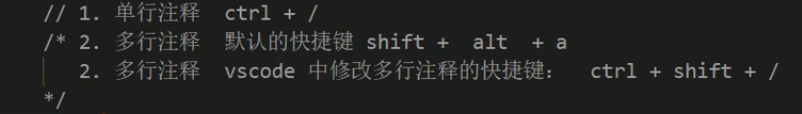 // 1. 单行注释  ctrl + /
/* 2. 多行注释  默认的快捷键 shift +  alt  + a
   2. 多行注释  vscode 中修改多行注释的快捷键：  ctrl + shift + /
*/